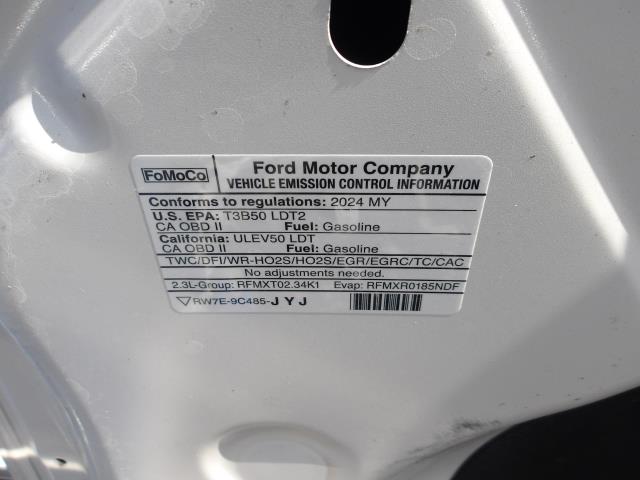 FoMoCo
Ford Motor Company
VEHICLE EMISSION CONTROL INFORMATION
Conforms to regulations: 2024 MY
U.S. EPA: T3B50 LDT2
CA OBD II Fuel: Gasoline
California: ULEV50 LDT
CA OBD II Fuel: Gasoline
TWC/DFI/WR-HO2S/HO2S/EGR/EGRC/TC/CAC
No adjustments needed.
2.3L-Group: RFMXT02.34K1 Evap: RFMXR0185NDF
RW7E-9C485-J Y J